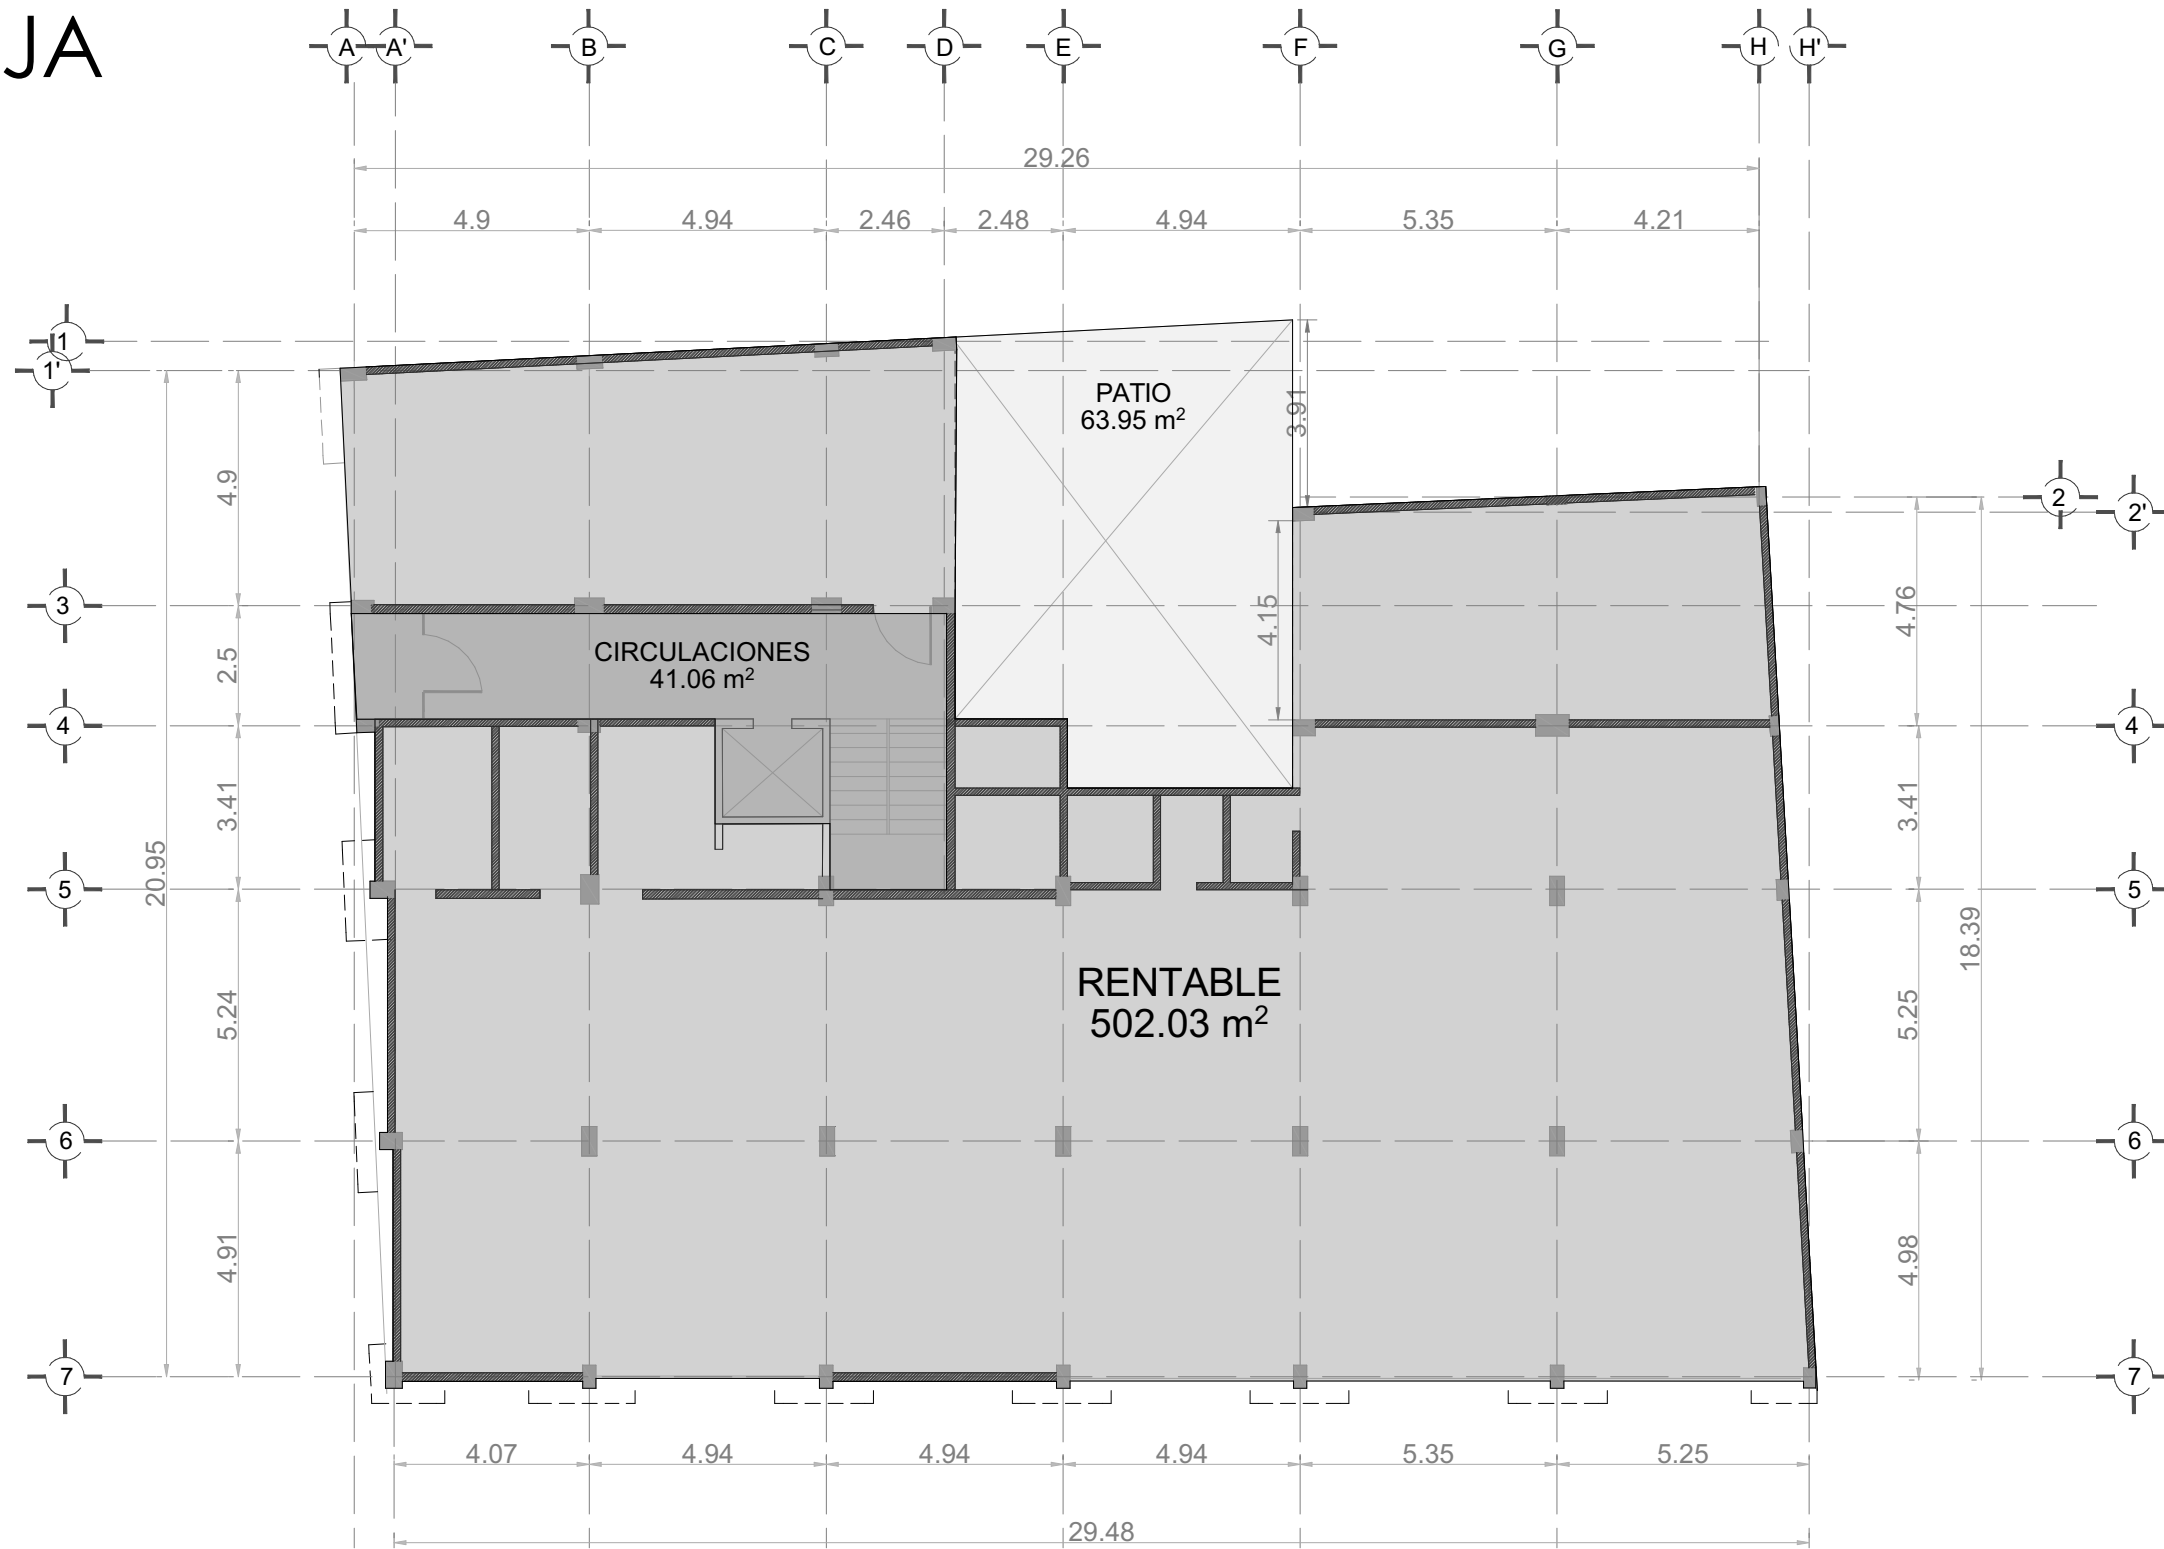 JA
A A' B C D E F G H H'
29.26
4.9 4.94 2.46 2.48 4.94 5.35 4.21
1
1'
PATIO
63.95 m²
3.91
4.9
2
2'
3
4.15
4.76
CIRCULACIONES
41.06 m²
2.5
4 4
3.41 3.41
20.95
5 5
18.39
RENTABLE
502.03 m²
5.24 5.25
6 6
4.91 4.98
7 7
4.07 4.94 4.94 4.94 5.35 5.25
29.48